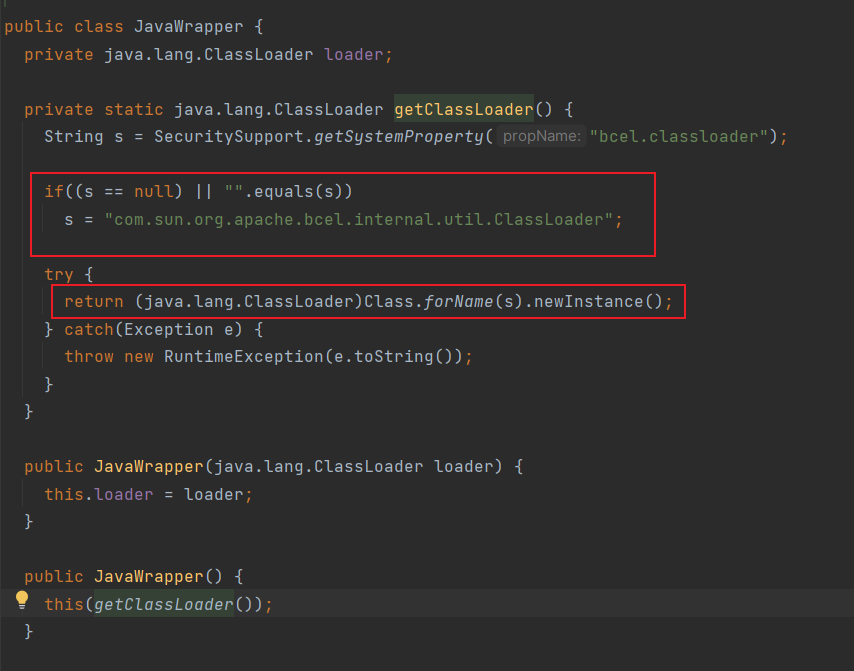 public class JavaWrapper {
private java.lang.ClassLoader loader;
private static java.lang.ClassLoader getClassLoader() {
String s = SecuritySupport.getSystemProperty( propName: "bcel.classloader");
if((s == null) || "".equals(s))
s = "com.sun.org.apache.bcel.internal.util.ClassLoader";
try {
return (java.lang.ClassLoader)Class.forName(s).newInstance();
} catch(Exception e) {
throw new RuntimeException(e.toString());
}
}
public JavaWrapper(java.lang.ClassLoader loader) {
this.loader = loader;
}
public JavaWrapper() {
this(getClassLoader());
}